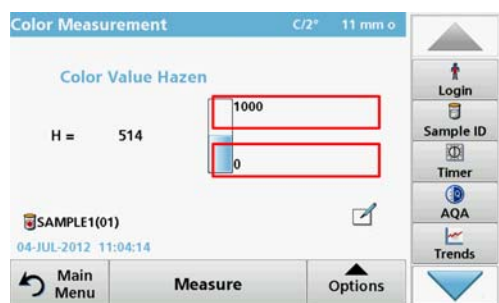 Color Measurement C/2° 11 mm o
Color Value Hazen
1000
H = 514
0
SAMPLE1(01)
04-JUL-2012 11:04:14
Main Menu
Measure
Options
Login
Sample ID
Timer
AQA
Trends